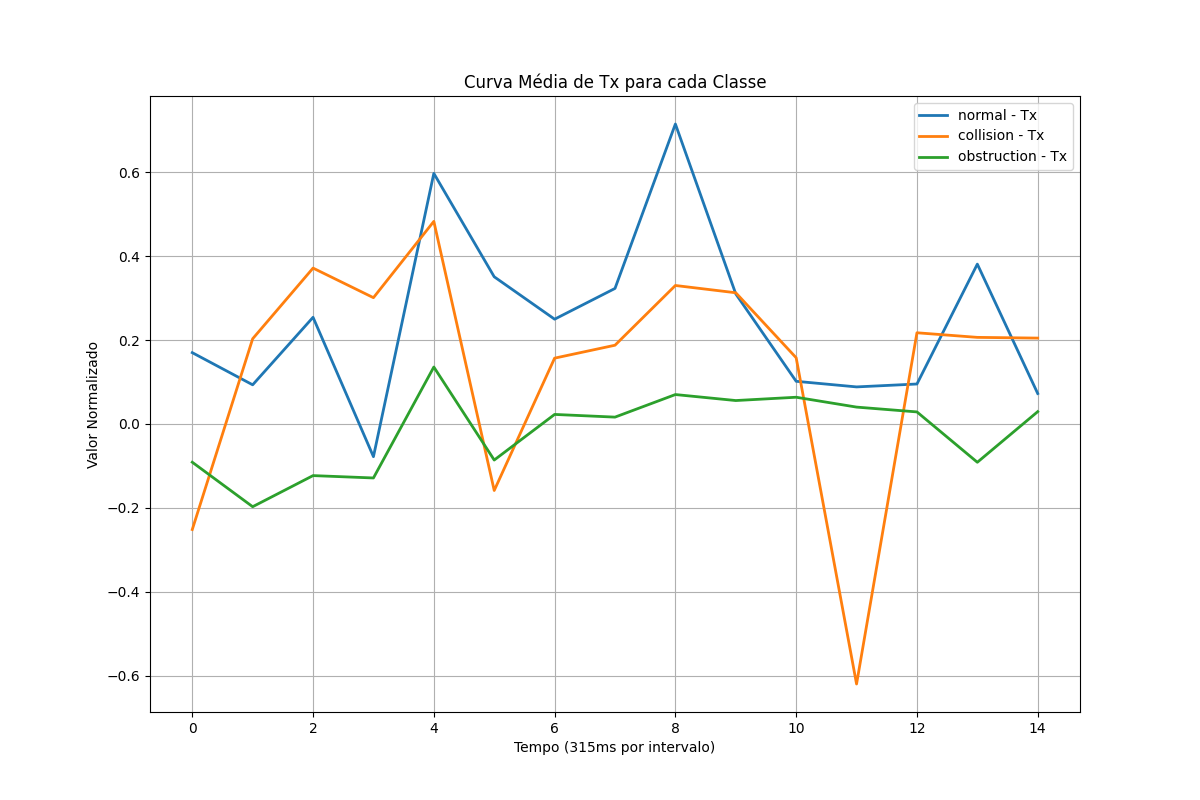 Curva Média de Tx para cada Classe
normal - Tx
collision - Tx
obstruction - Tx
Valor Normalizado
0.6
0.4
0.2
0.0
−0.2
−0.4
−0.6
0 2 4 6 8 10 12 14
Tempo (315ms por intervalo)